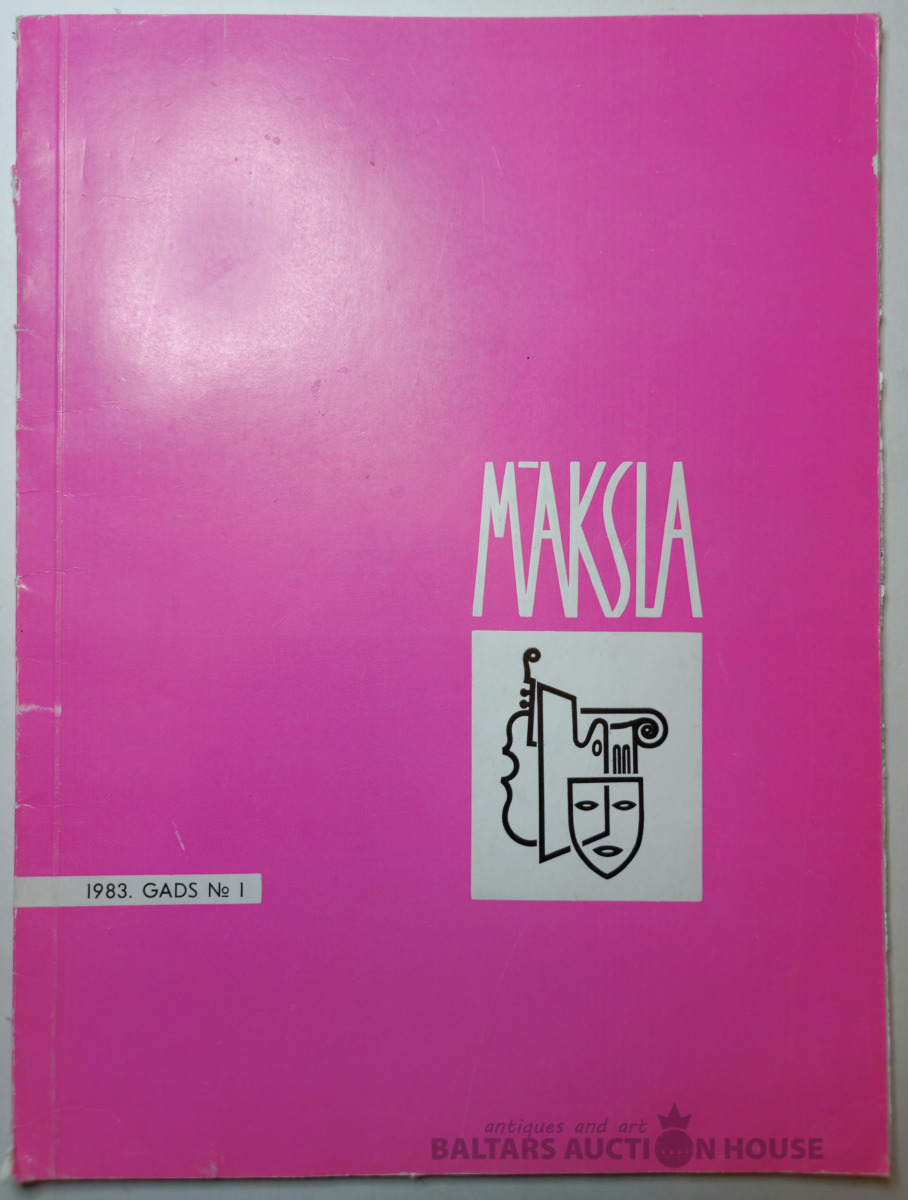 MĀKSLA
1983. GADS № 1
antiques and art
BALTARS AUCTION HOUSE